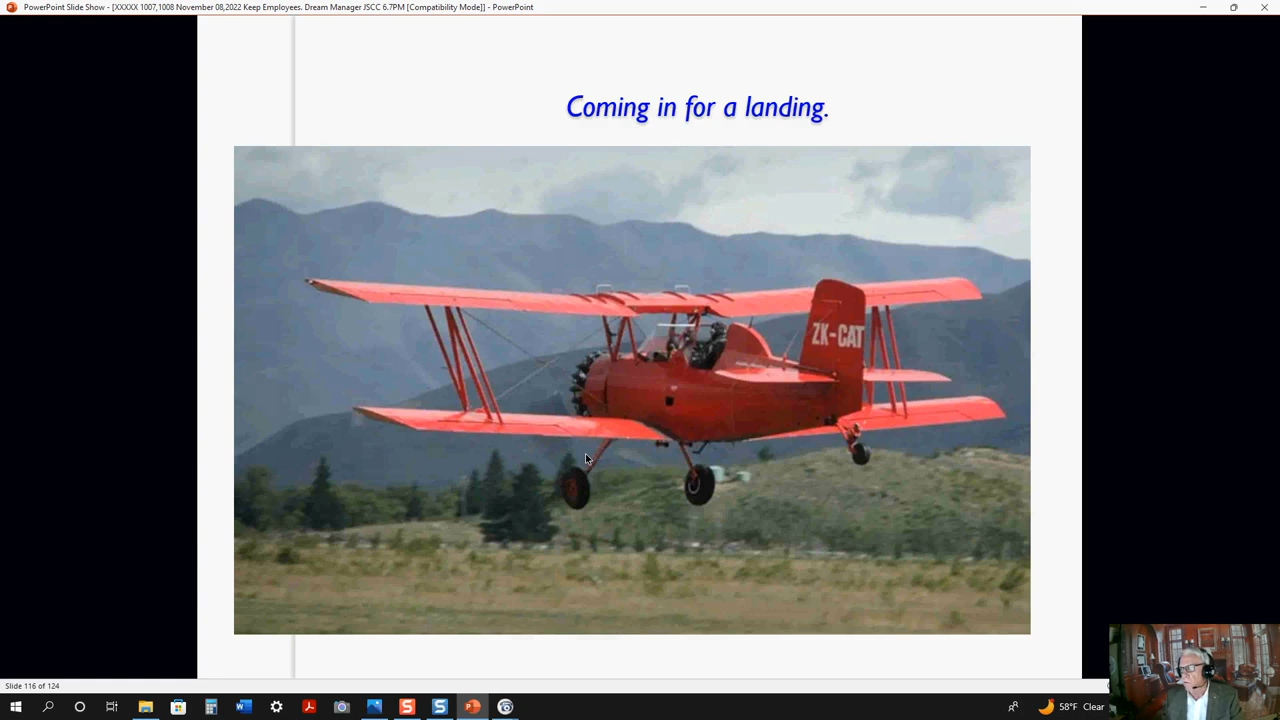 PowerPoint Slide Show - [XXXXX 1007,1008 November 08,2022 Keep Employees. Dream Manager JSCC 6.7PM [Compatibility Mode]] - PowerPoint
Coming in for a landing.
ZK-CAT
Slide 116 of 124
58°F Clear